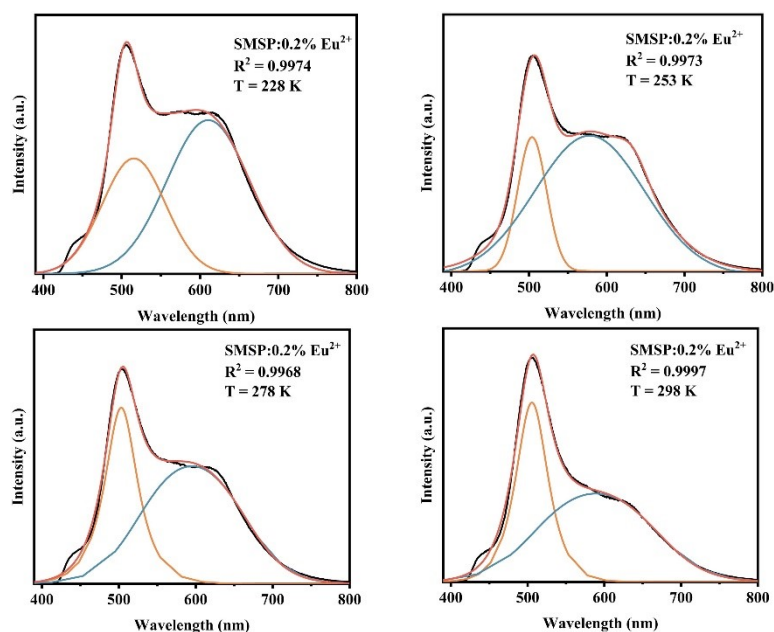 SMSP:0.2% Eu²⁺
R² = 0.9974
T = 228 K
Intensity (a.u.)
400 500 600 700 800
Wavelength (nm)
SMSP:0.2% Eu²⁺
R² = 0.9973
T = 253 K
Intensity (a.u.)
400 500 600 700 800
Wavelength (nm)
SMSP:0.2% Eu²⁺
R² = 0.9968
T = 278 K
Intensity (a.u.)
400 500 600 700 800
Wavelength (nm)
SMSP:0.2% Eu²⁺
R² = 0.9997
T = 298 K
Intensity (a.u.)
400 500 600 700 800
Wavelength (nm)